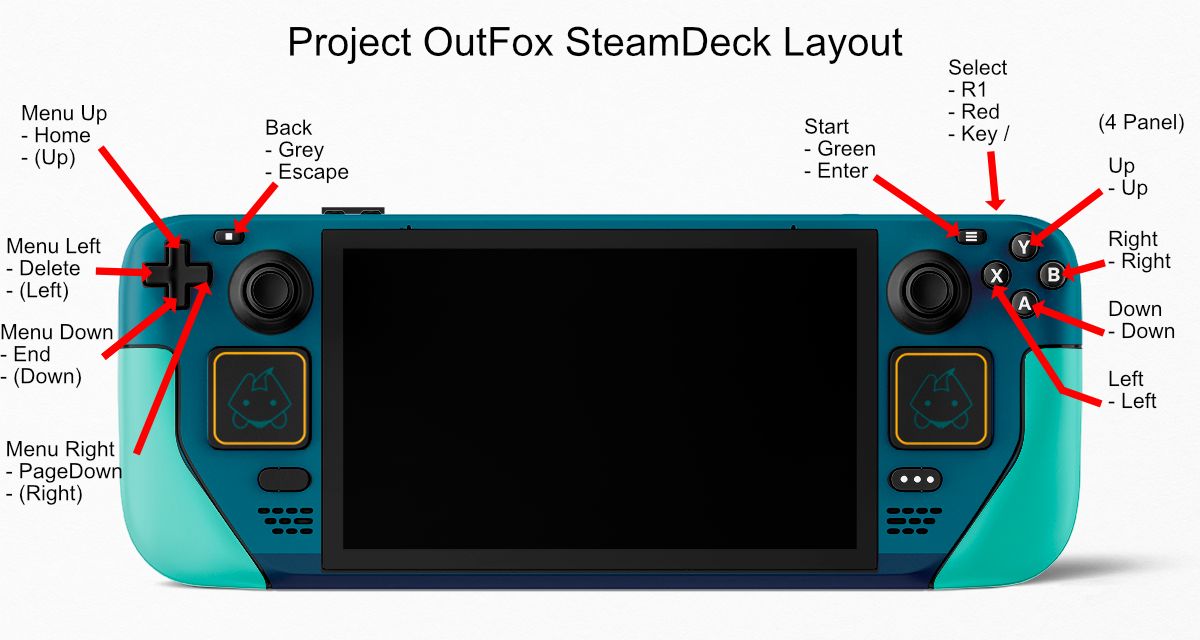 Project OutFox SteamDeck Layout
Menu Up
- Home
- (Up)
Back
- Grey
- Escape
Menu Left
- Delete
- (Left)
Menu Down
- End
- (Down)
Menu Right
- PageDown
- (Right)
Start
- Green
- Enter
Select
- R1
- Red
- Key /
(4 Panel)
Up
- Up
Right
- Right
Down
- Down
Left
- Left
Y
X
B
A